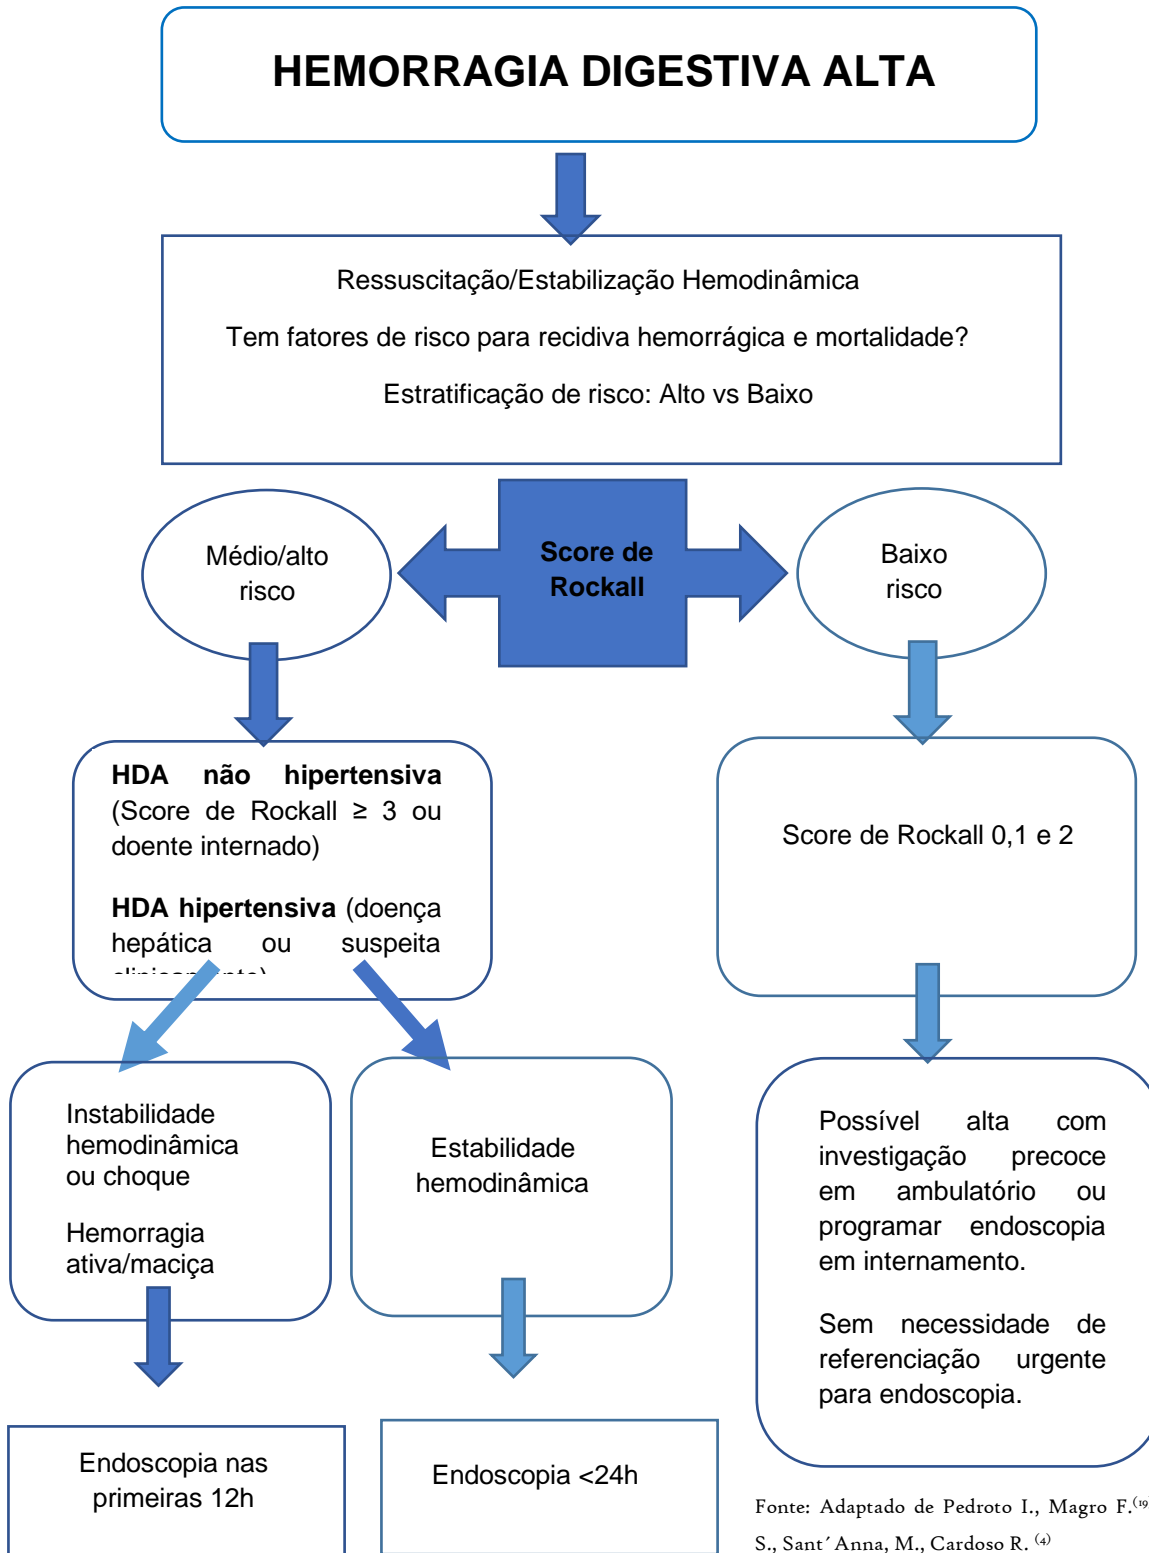 HEMORRAGIA DIGESTIVA ALTA
Ressuscitação/Estabilização Hemodinâmica
Tem fatores de risco para recidiva hemorrágica e mortalidade?
Estratificação de risco: Alto vs Baixo
Médio/alto
risco
Score de
Rockall
Baixo
risco
HDA não hipertensiva
(Score de Rockall ≥ 3 ou
doente internado)
HDA hipertensiva (doença
hepática ou suspeita
Score de Rockall 0,1 e 2
Instabilidade
hemodinâmica
ou choque
Hemorragia
ativa/maciça
Estabilidade
hemodinâmica
Possível alta com
investigação precoce
em ambulatório ou
programar endoscopia
em internamento.
Sem necessidade de
referenciação urgente
para endoscopia.
Endoscopia nas
primeiras 12h
Endoscopia <24h
Fonte: Adaptado de Pedroto I., Magro F.(19)
S., Sant´Anna, M., Cardoso R. (4)